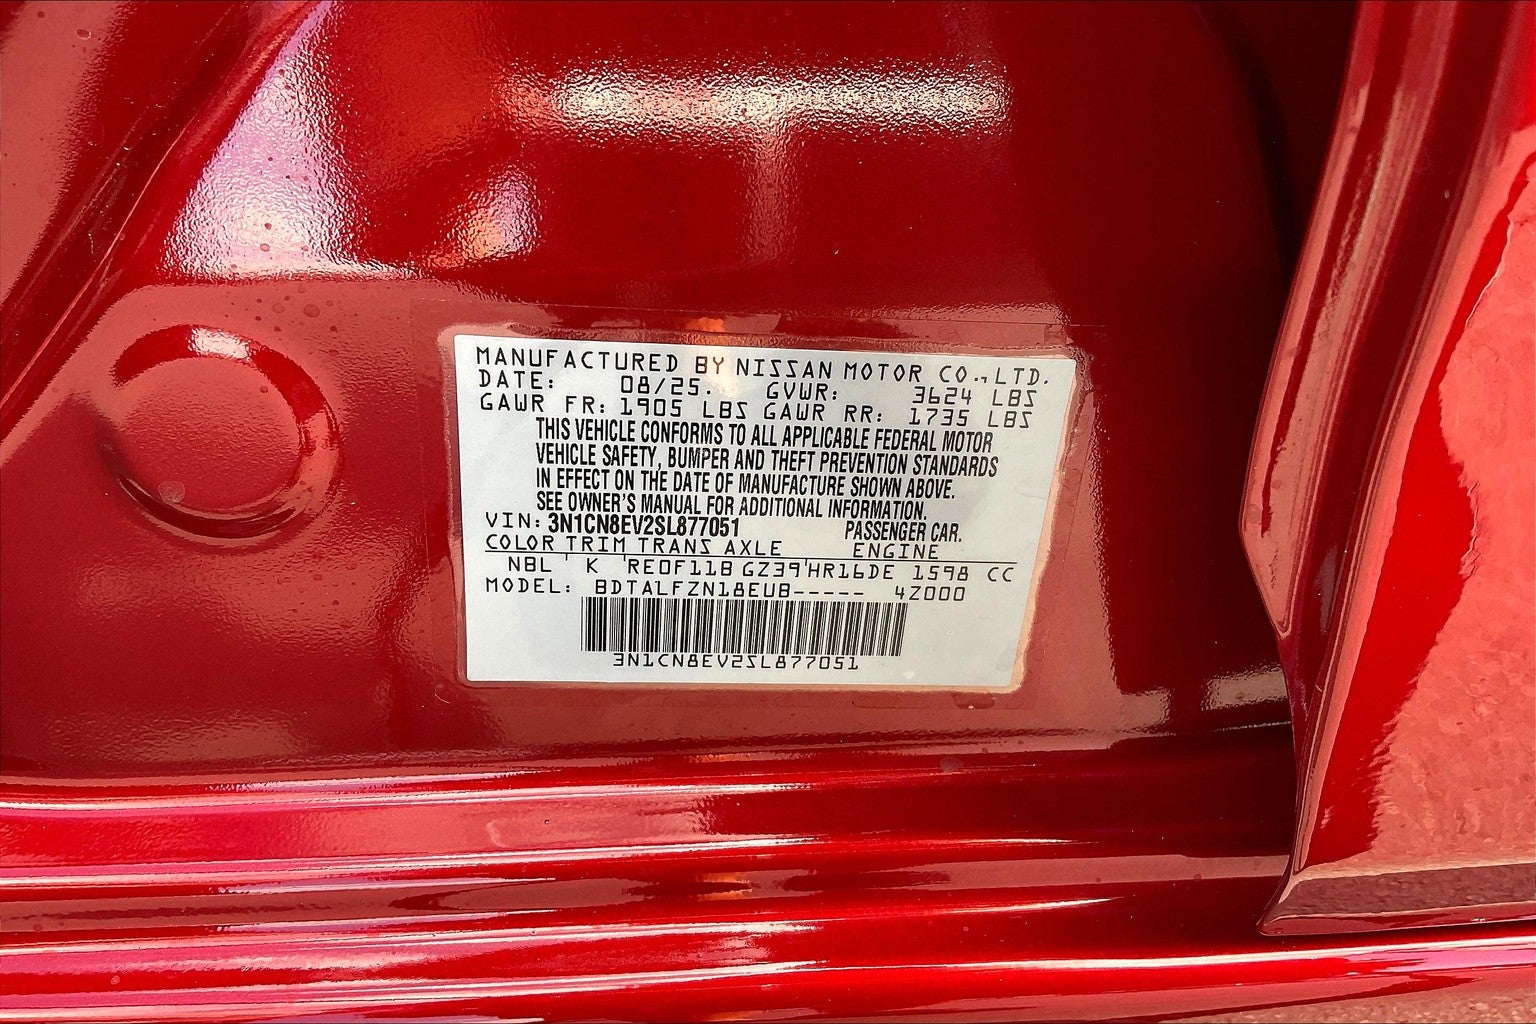 MANUFACTURED BY NISSAN MOTOR CO.,LTD.
DATE: 08/25. GVWR: 3624 LBS
GAWR FR: 1905 LBS GAWR RR: 1735 LBS
THIS VEHICLE CONFORMS TO ALL APPLICABLE FEDERAL MOTOR
VEHICLE SAFETY, BUMPER AND THEFT PREVENTION STANDARDS
IN EFFECT ON THE DATE OF MANUFACTURE SHOWN ABOVE.
SEE OWNER'S MANUAL FOR ADDITIONAL INFORMATION.
VIN: 3N1CN8EV2SL877051 PASSENGER CAR.
COLOR TRIM TRANS AXLE ENGINE
NBL ' K 'RE0F11B GZ39'HR16DE 1598 CC
MODEL: BDTALFZN18EUB----- 4Z000
3N1CN8EV2SL877051